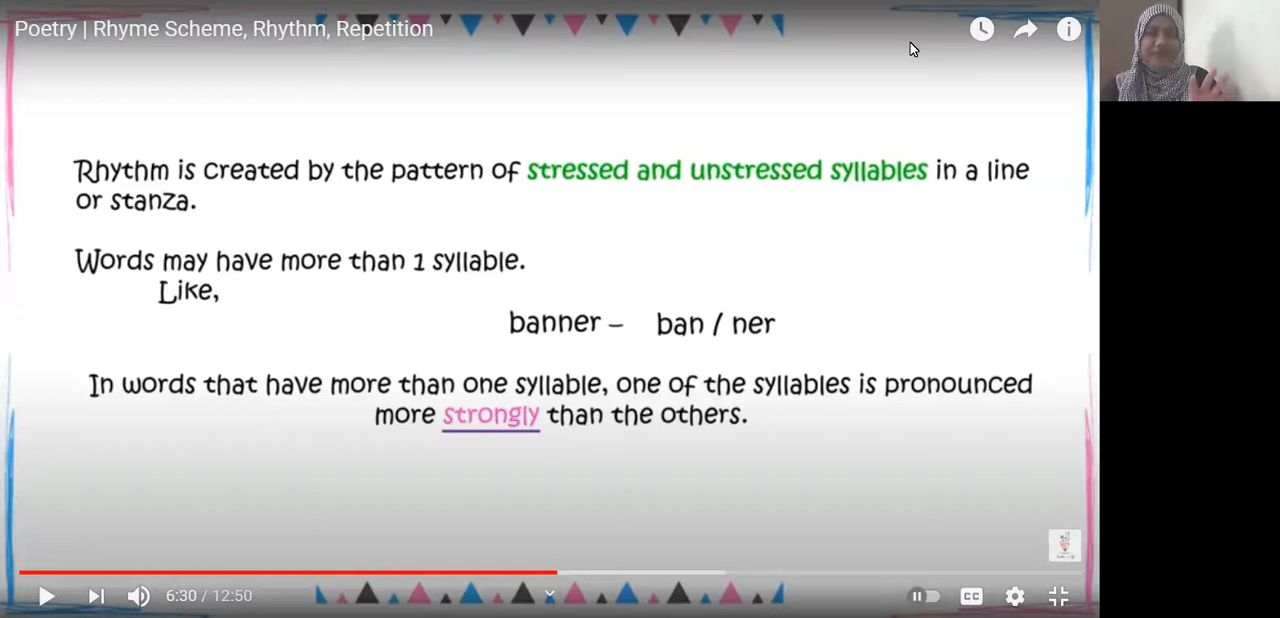 Poetry | Rhyme Scheme, Rhythm, Repetition
Rhythm is created by the pattern of stressed and unstressed syllables in a line
or stanza.
Words may have more than 1 syllable.
Like,
banner – ban / ner
In words that have more than one syllable, one of the syllables is pronounced
more strongly than the others.
6:30 / 12:50
CC